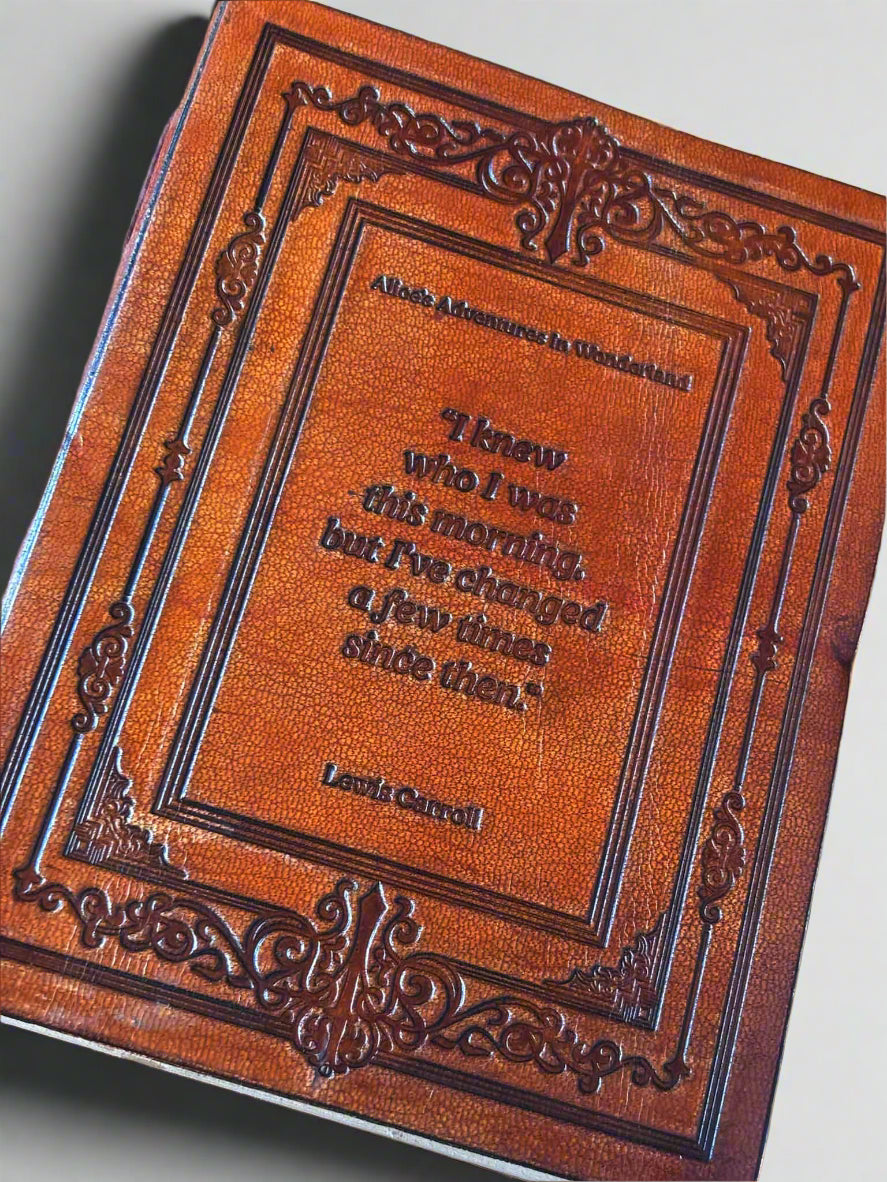 Alice's Adventures in Wonderland
“I knew
who I was
this morning,
but I've changed
a few times
since then.“
Lewis Carroll